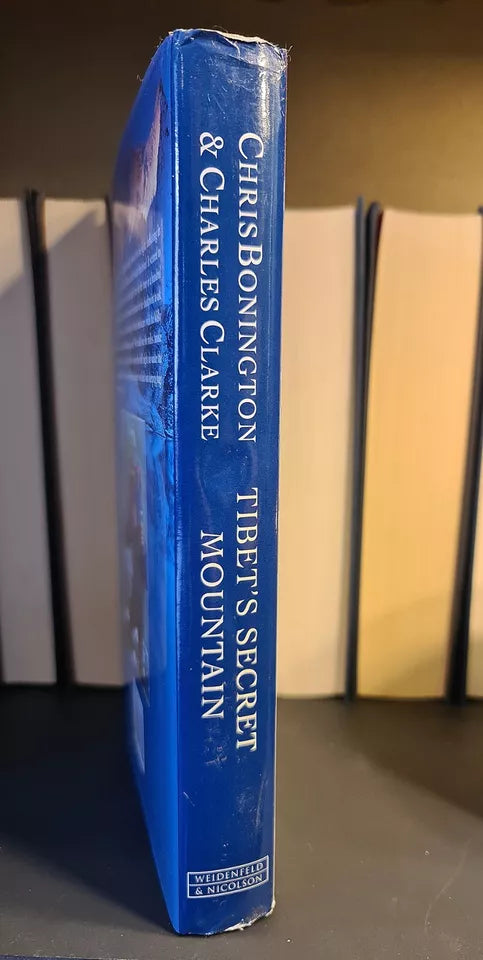 CHRIS BONINGTON
& CHARLES CLARKE
TIBET'S SECRET
MOUNTAIN
WEIDENFELD
& NICOLSON